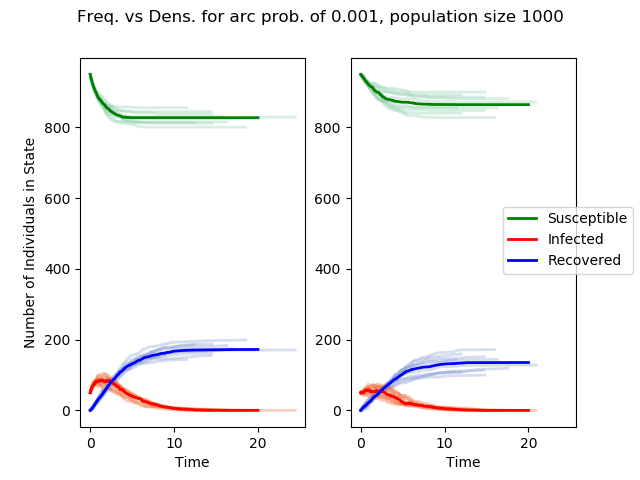 Freq. vs Dens. for arc prob. of 0.001, population size 1000
Number of Individuals in State
800
600
400
200
0
0 10 20
Time
800
600
400
200
0
0 10 20
Time
Susceptible
Infected
Recovered